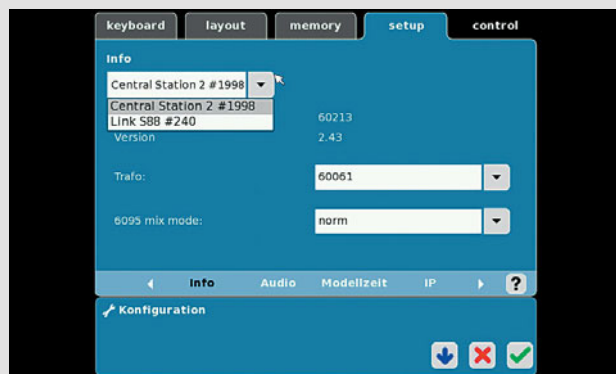 keyboard layout memory setup control
Info
Central Station 2 #1998
Central Station 2 #1998
Link S88 #240
60213
Version 2.43
Trafo: 60061
6095 mix mode: norm
Info Audio Modellzeit IP ?
Konfiguration